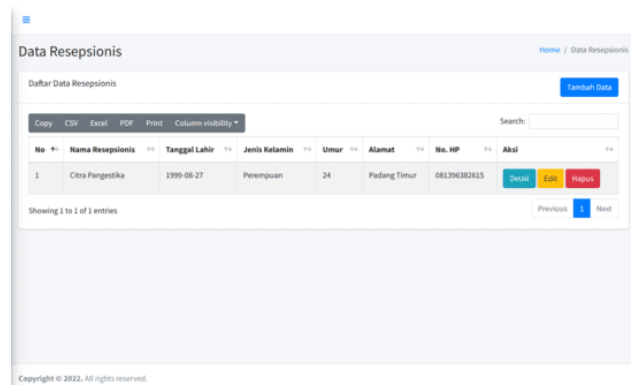 Data Resepsionis Home / Data Resepsionis
Daftar Data Resepsionis Tambah Data
Copy CSV Excel PDF Print Column visibility Search:
No Nama Resepsionis Tanggal Lahir Jenis Kelamin Umur Alamat No. HP Aksi
1 Citra Pangestika 1999-08-27 Perempuan 24 Padang Timur 081396382615 Detail Edit Hapus
Showing 1 to 1 of 1 entries Previous 1 Next
Copyright © 2022. All rights reserved.